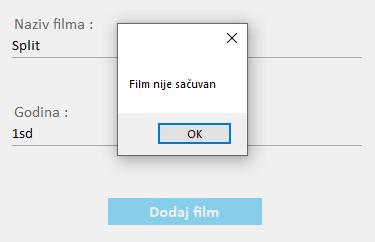 Naziv filma :
Split
Film nije sačuvan
OK
Godina :
1sd
Dodaj film